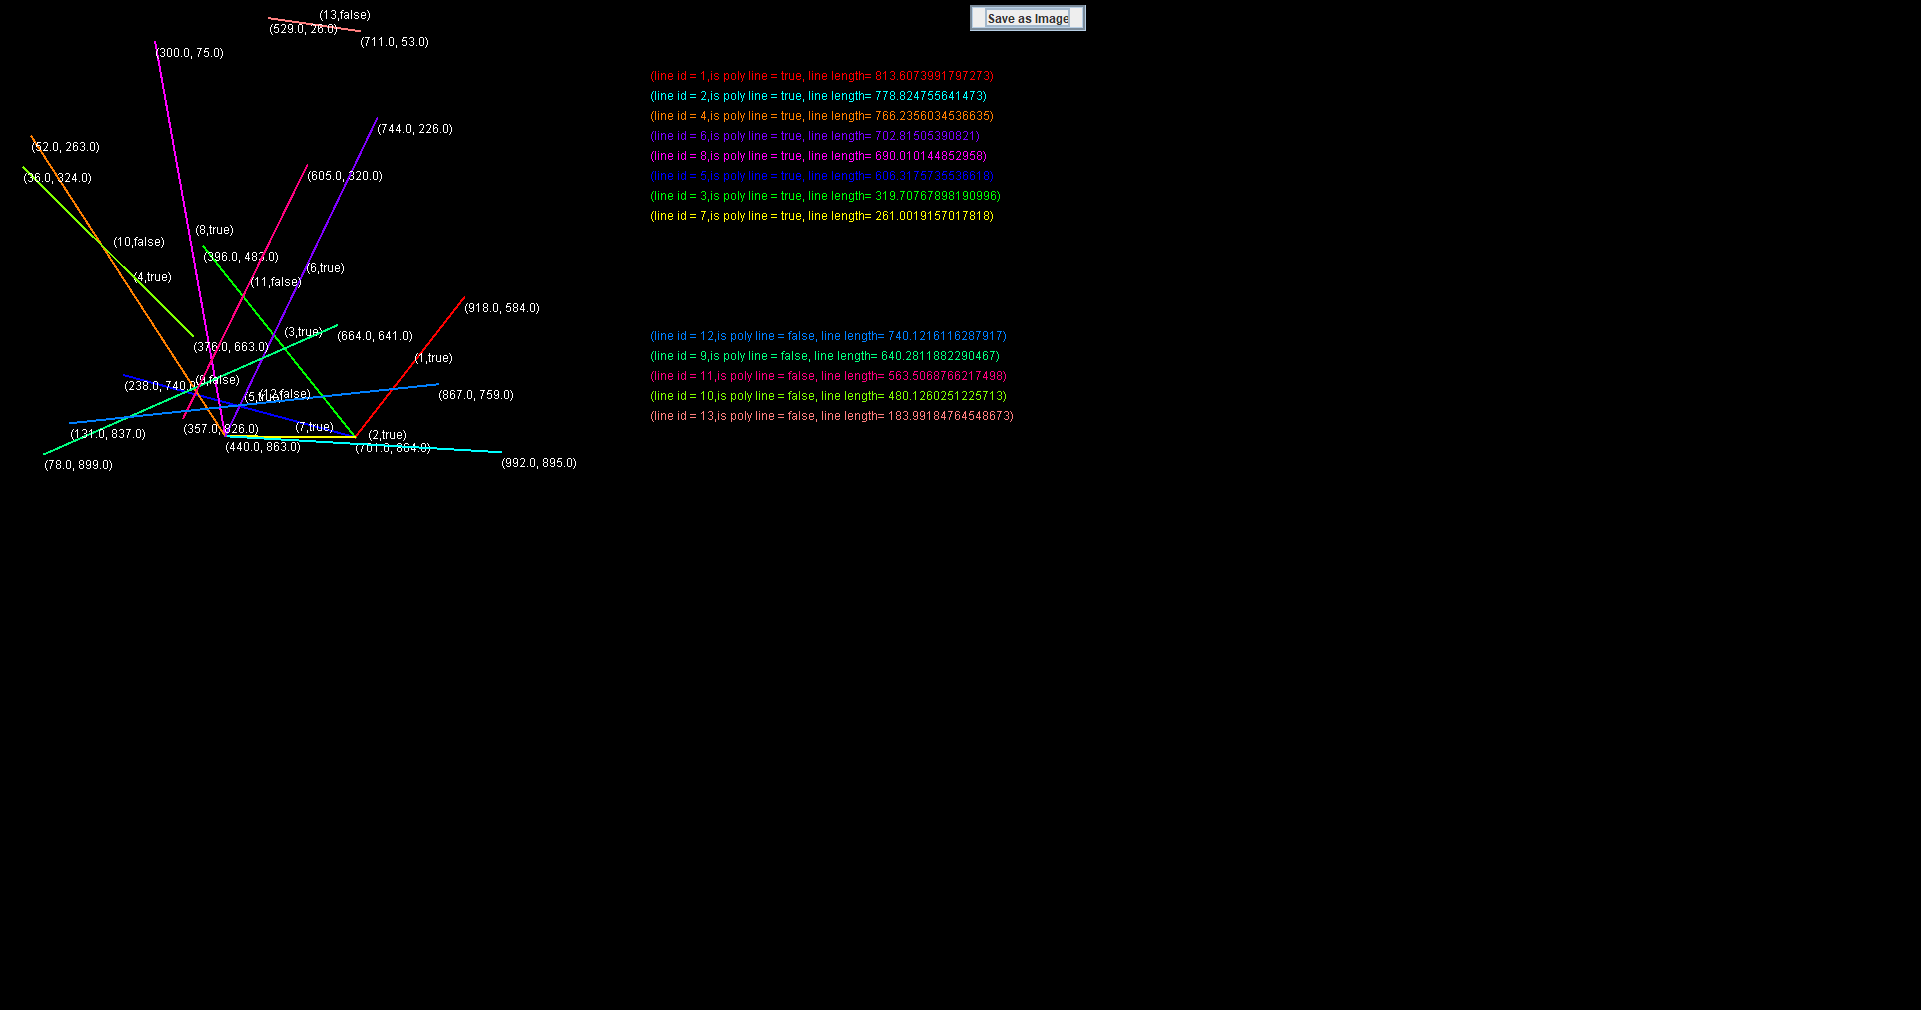 (13,false)
Save as Image
(529.0, 26.0)
(711.0, 53.0)
(300.0, 75.0)
(line id = 1,is poly line = true, line length= 813.6073991797273)
(line id = 2,is poly line = true, line length= 778.824755641473)
(line id = 4,is poly line = true, line length= 766.2356034536635)
(744.0, 226.0)
(line id = 6,is poly line = true, line length= 702.81505390821)
(52.0, 263.0)
(line id = 8,is poly line = true, line length= 690.010144852958)
(36.0, 324.0)
(605.0, 320.0)
(line id = 5,is poly line = true, line length= 606.3175735536618)
(line id = 3,is poly line = true, line length= 319.70767898190996)
(line id = 7,is poly line = true, line length= 261.0019157017818)
(8,true)
(10,false)
(396.0, 483.0)
(6,true)
(4,true)
(11,false)
(918.0, 584.0)
(3,true)
(664.0, 641.0)
(line id = 12,is poly line = false, line length= 740.1216116287917)
(376.0, 663.0)
(1,true)
(line id = 9,is poly line = false, line length= 640.2811882290467)
(238.0, 740.0)
(9,false)
(line id = 11,is poly line = false, line length= 563.5068766217498)
(5,true)
(12,false)
(867.0, 759.0)
(line id = 10,is poly line = false, line length= 480.1260251225713)
(line id = 13,is poly line = false, line length= 183.99184764548673)
(131.0, 837.0)
(357.0, 826.0)
(7,true)
(2,true)
(440.0, 863.0)
(701.0, 864.0)
(78.0, 899.0)
(992.0, 895.0)